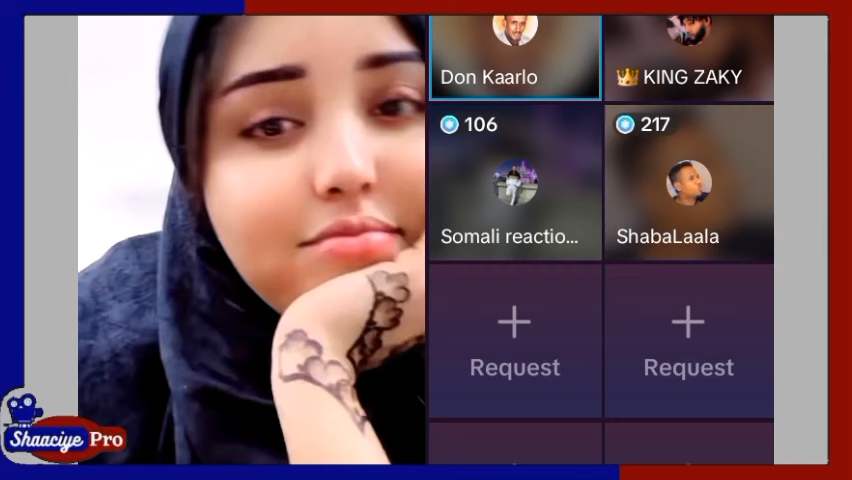 Don Kaarlo
👑 KING ZAKY
106
217
Somali reactio...
ShabaLaala
Request
Request
Shaaciye Pro